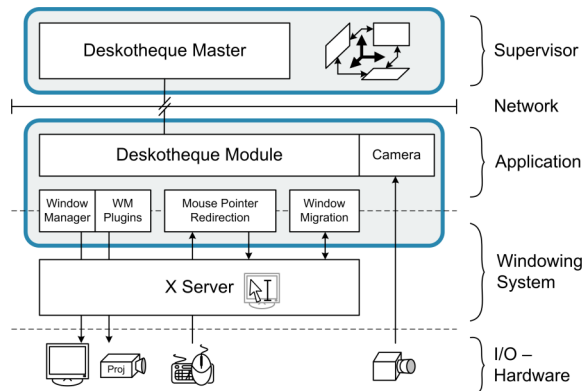 Deskotheque Master
Supervisor
Network
Deskotheque Module
Camera
Application
Window
Manager
WM
Plugins
Mouse Pointer
Redirection
Window
Migration
X Server
Windowing
System
Proj
I/O –
Hardware